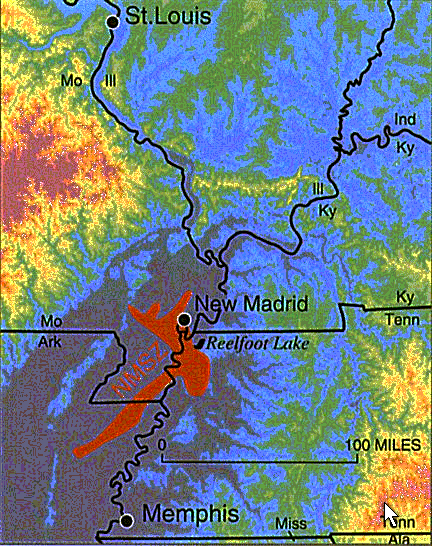 St.Louis
Mo Ill
Ind
Ky
Ill
Ky
New Madrid
Ky
Tenn
Mo
Ark
Reelfoot Lake
NMSZ
0 100 MILES
Memphis
Miss
Ala